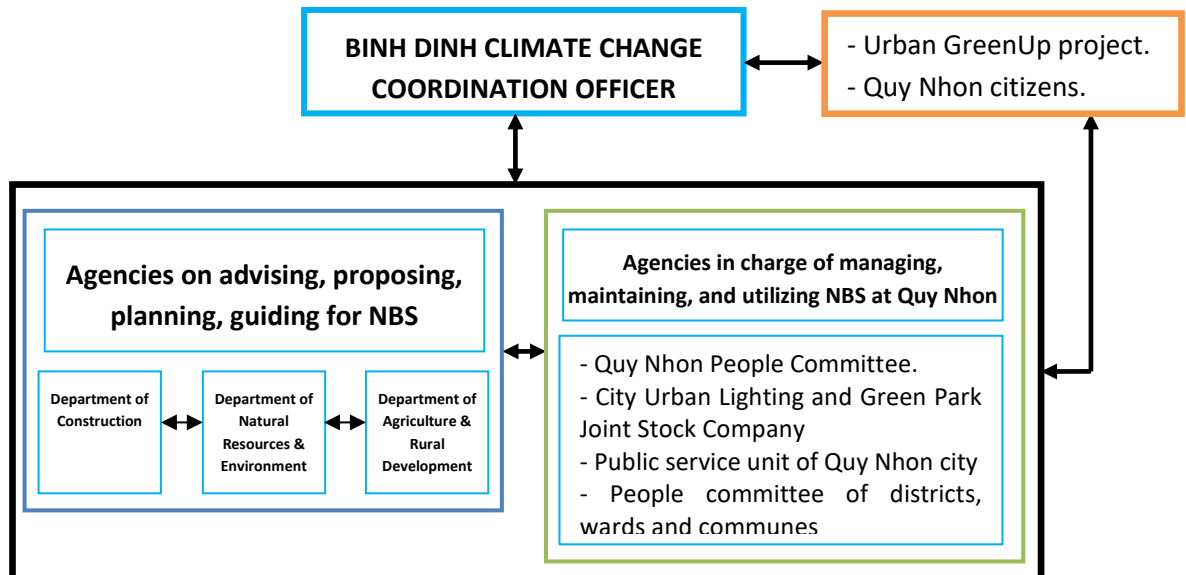 BINH DINH CLIMATE CHANGE
COORDINATION OFFICER
- Urban GreenUp project.
- Quy Nhon citizens.
Agencies on advising, proposing,
planning, guiding for NBS
Department of
Construction
Department of
Natural
Resources &
Environment
Department of
Agriculture &
Rural
Development
Agencies in charge of managing,
maintaining, and utilizing NBS at Quy Nhon
- Quy Nhon People Committee.
- City Urban Lighting and Green Park
Joint Stock Company
- Public service unit of Quy Nhon city
- People committee of districts,
wards and communes